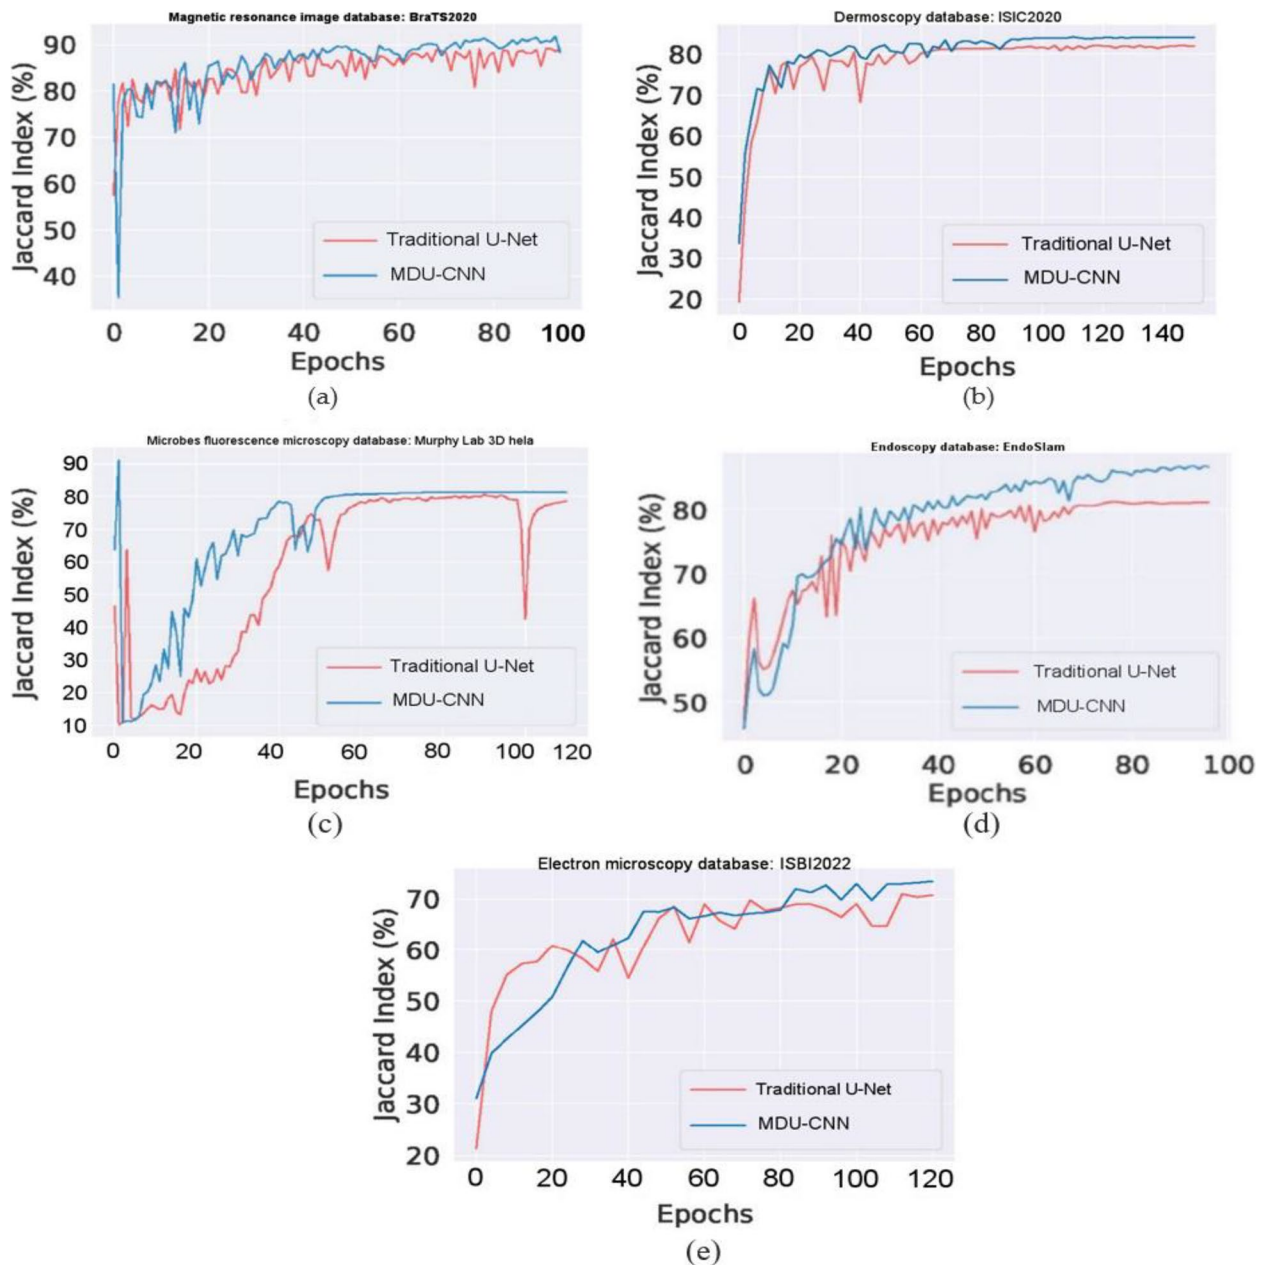 Magnetic resonance image database: BraTS2020
90
80
70
60
50
40
Jaccard Index (%)
Traditional U-Net
MDU-CNN
0 20 40 60 80 100
Epochs
(a)
Dermoscopy database: ISIC2020
80
70
60
50
40
30
20
Jaccard Index (%)
Traditional U-Net
MDU-CNN
0 20 40 60 80 100 120 140
Epochs
(b)
Microbes fluorescence microscopy database: Murphy Lab 3D hela
90
80
70
60
50
40
30
20
10
Jaccard Index (%)
Traditional U-Net
MDU-CNN
0 20 40 60 80 100 120
Epochs
(c)
Endoscopy database: EndoSlam
80
70
60
50
Jaccard Index (%)
Traditional U-Net
MDU-CNN
0 20 40 60 80 100
Epochs
(d)
Electron microscopy database: ISBI2022
70
60
50
40
30
20
Jaccard Index (%)
Traditional U-Net
MDU-CNN
0 20 40 60 80 100 120
Epochs
(e)